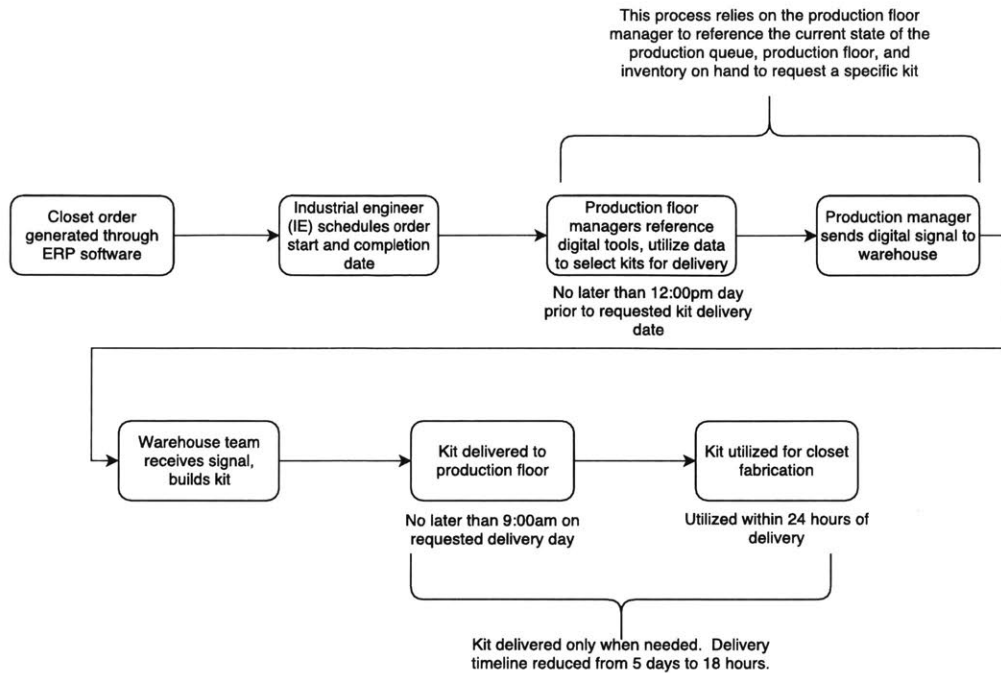 This process relies on the production floor
manager to reference the current state of the
production queue, production floor, and
inventory on hand to request a specific kit
Closet order
generated through
ERP software
Industrial engineer
(IE) schedules order
start and completion
date
Production floor
managers reference
digital tools, utilize data
to select kits for delivery
No later than 12:00pm day
prior to requested kit delivery
date
Production manager
sends digital signal to
warehouse
Warehouse team
receives signal,
builds kit
Kit delivered to
production floor
No later than 9:00am on
requested delivery day
Kit utilized for closet
fabrication
Utilized within 24 hours of
delivery
Kit delivered only when needed. Delivery
timeline reduced from 5 days to 18 hours.